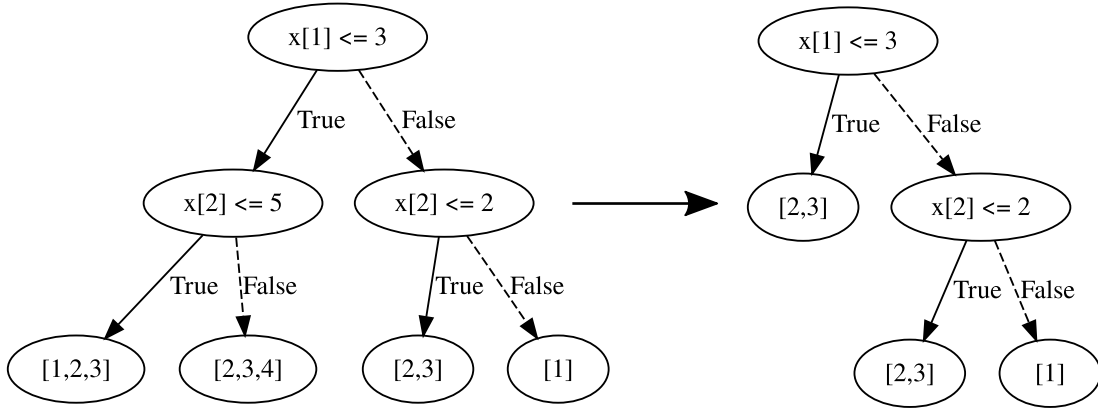 x[1] <= 3
True
False
x[2] <= 5
x[2] <= 2
True
False
True
False
[1,2,3]
[2,3,4]
[2,3]
[1]
x[1] <= 3
True
False
[2,3]
x[2] <= 2
True
False
[2,3]
[1]